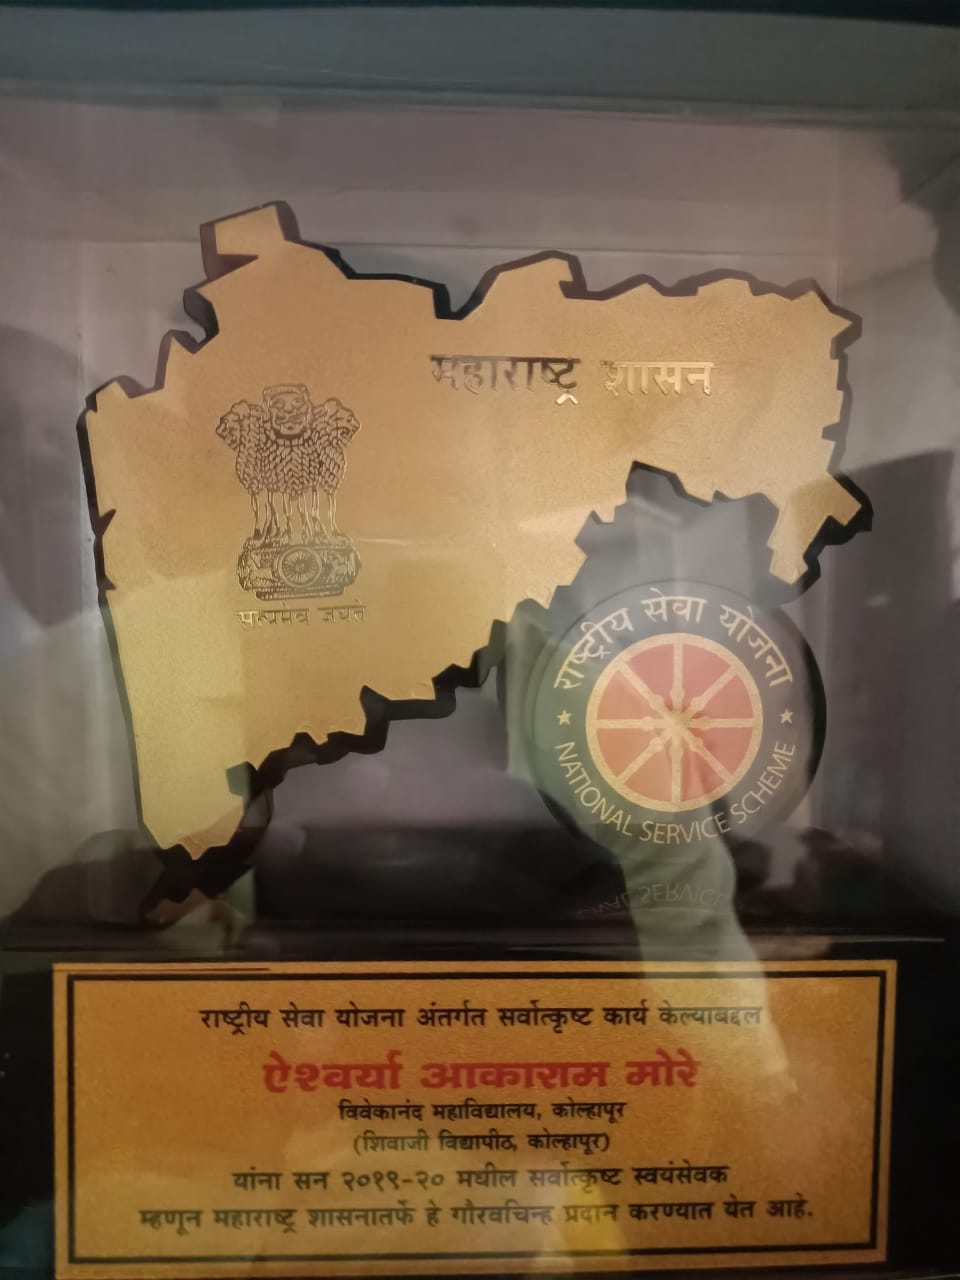 महाराष्ट्र शासन
सत्यमेव जयते
राष्ट्रीय सेवा योजना
NATIONAL SERVICE SCHEME
राष्ट्रीय सेवा योजना अंतर्गत सर्वोत्कृष्ट कार्य केल्याबद्दल
ऐश्वर्या आकाराम मोरे
विवेकानंद महाविद्यालय, कोल्हापूर
(शिवाजी विद्यापीठ, कोल्हापूर)
यांना सन २०१९-२० मधील सर्वोत्कृष्ट स्वयंसेवक
म्हणून महाराष्ट्र शासनातर्फे हे गौरवचिन्ह प्रदान करण्यात येत आहे.